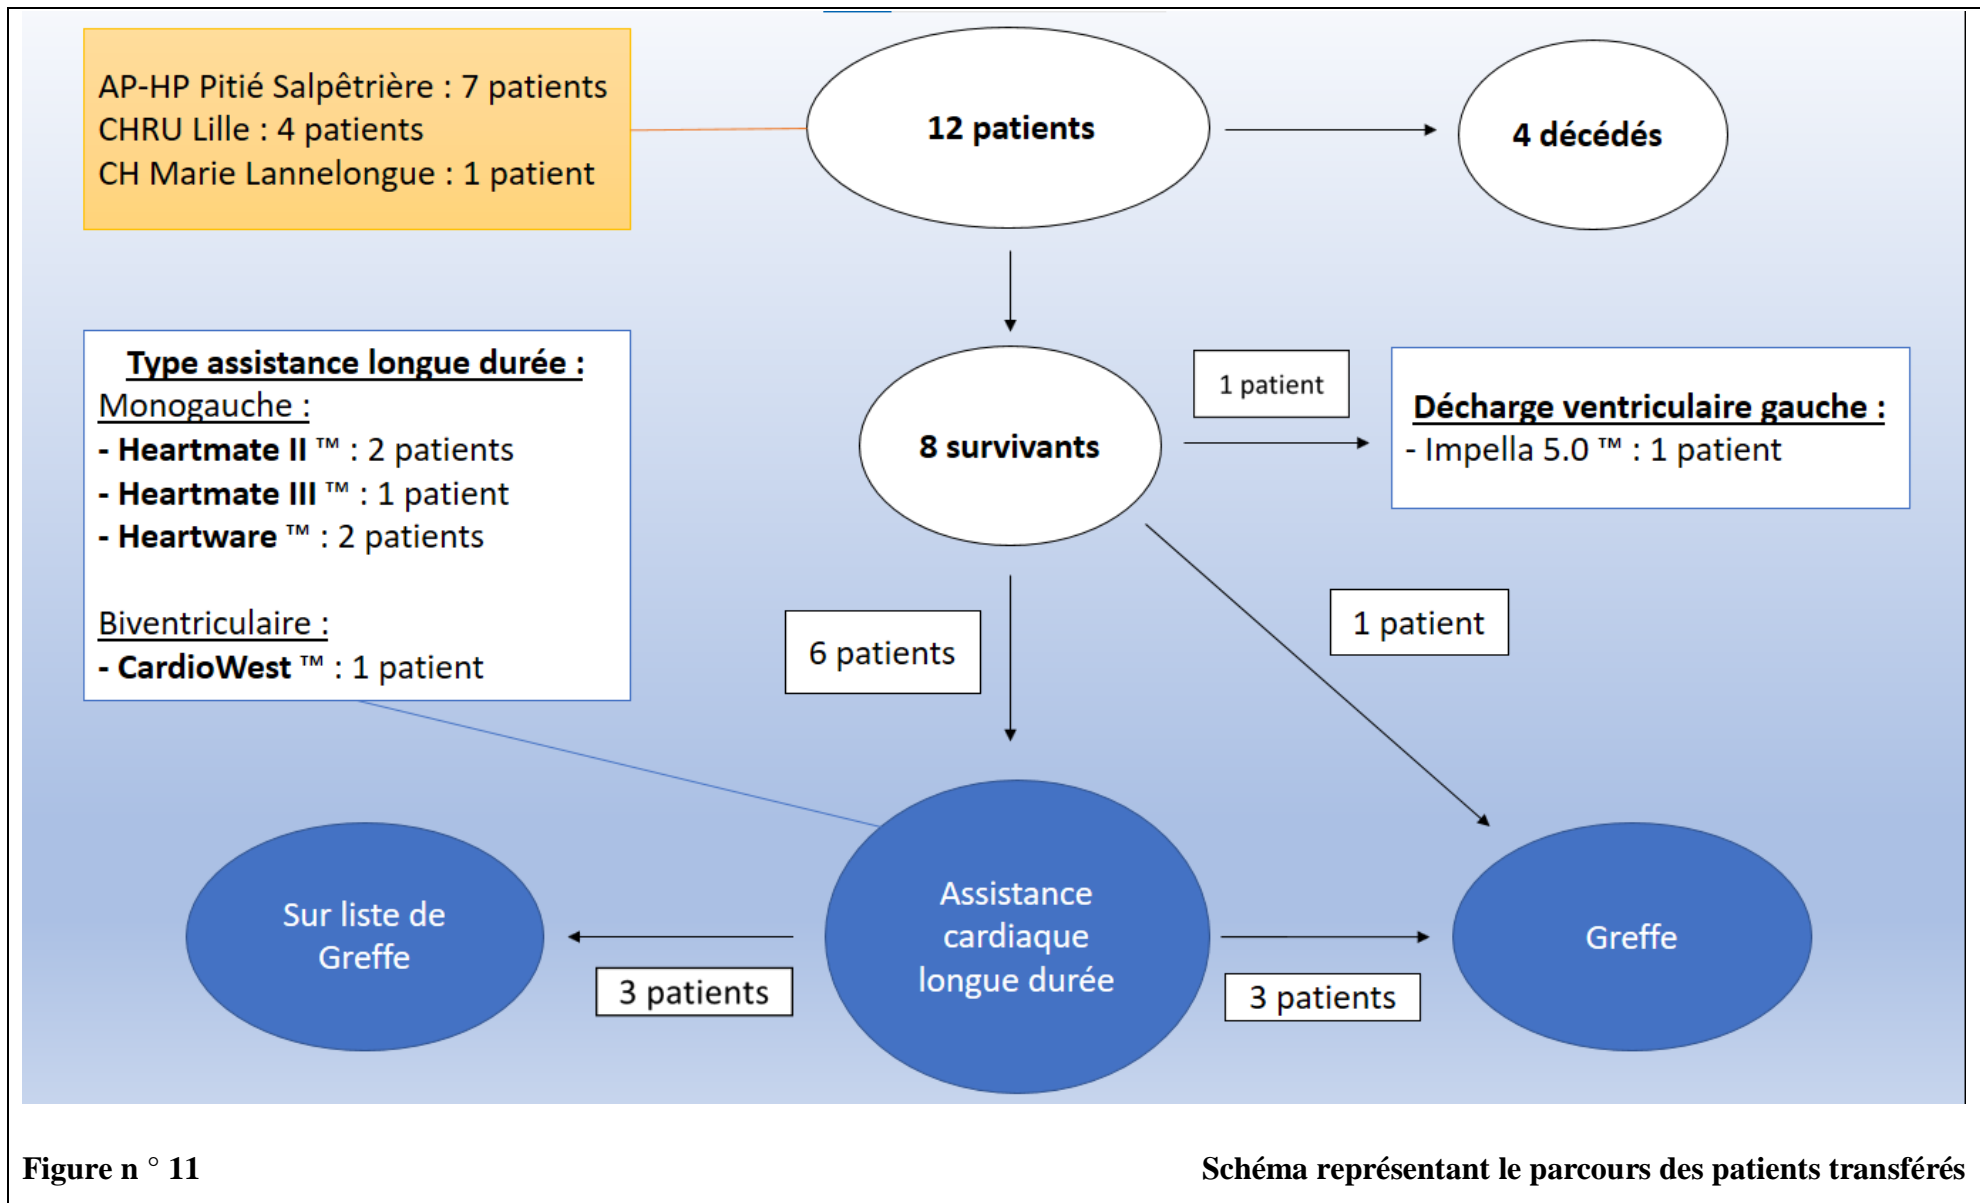 AP-HP Pitié Salpêtrière : 7 patients
CHRU Lille : 4 patients
CH Marie Lannelongue : 1 patient
12 patients
4 décédés
Type assistance longue durée :
Monogauche :
- Heartmate II ™ : 2 patients
- Heartmate III ™ : 1 patient
- Heartware ™ : 2 patients
Biventriculaire :
- CardioWest ™ : 1 patient
8 survivants
1 patient
Décharge ventriculaire gauche :
- Impella 5.0 ™ : 1 patient
6 patients
1 patient
Sur liste de
Greffe
3 patients
Assistance
cardiaque
longue durée
3 patients
Greffe
Figure n ° 11
Schéma représentant le parcours des patients transférés